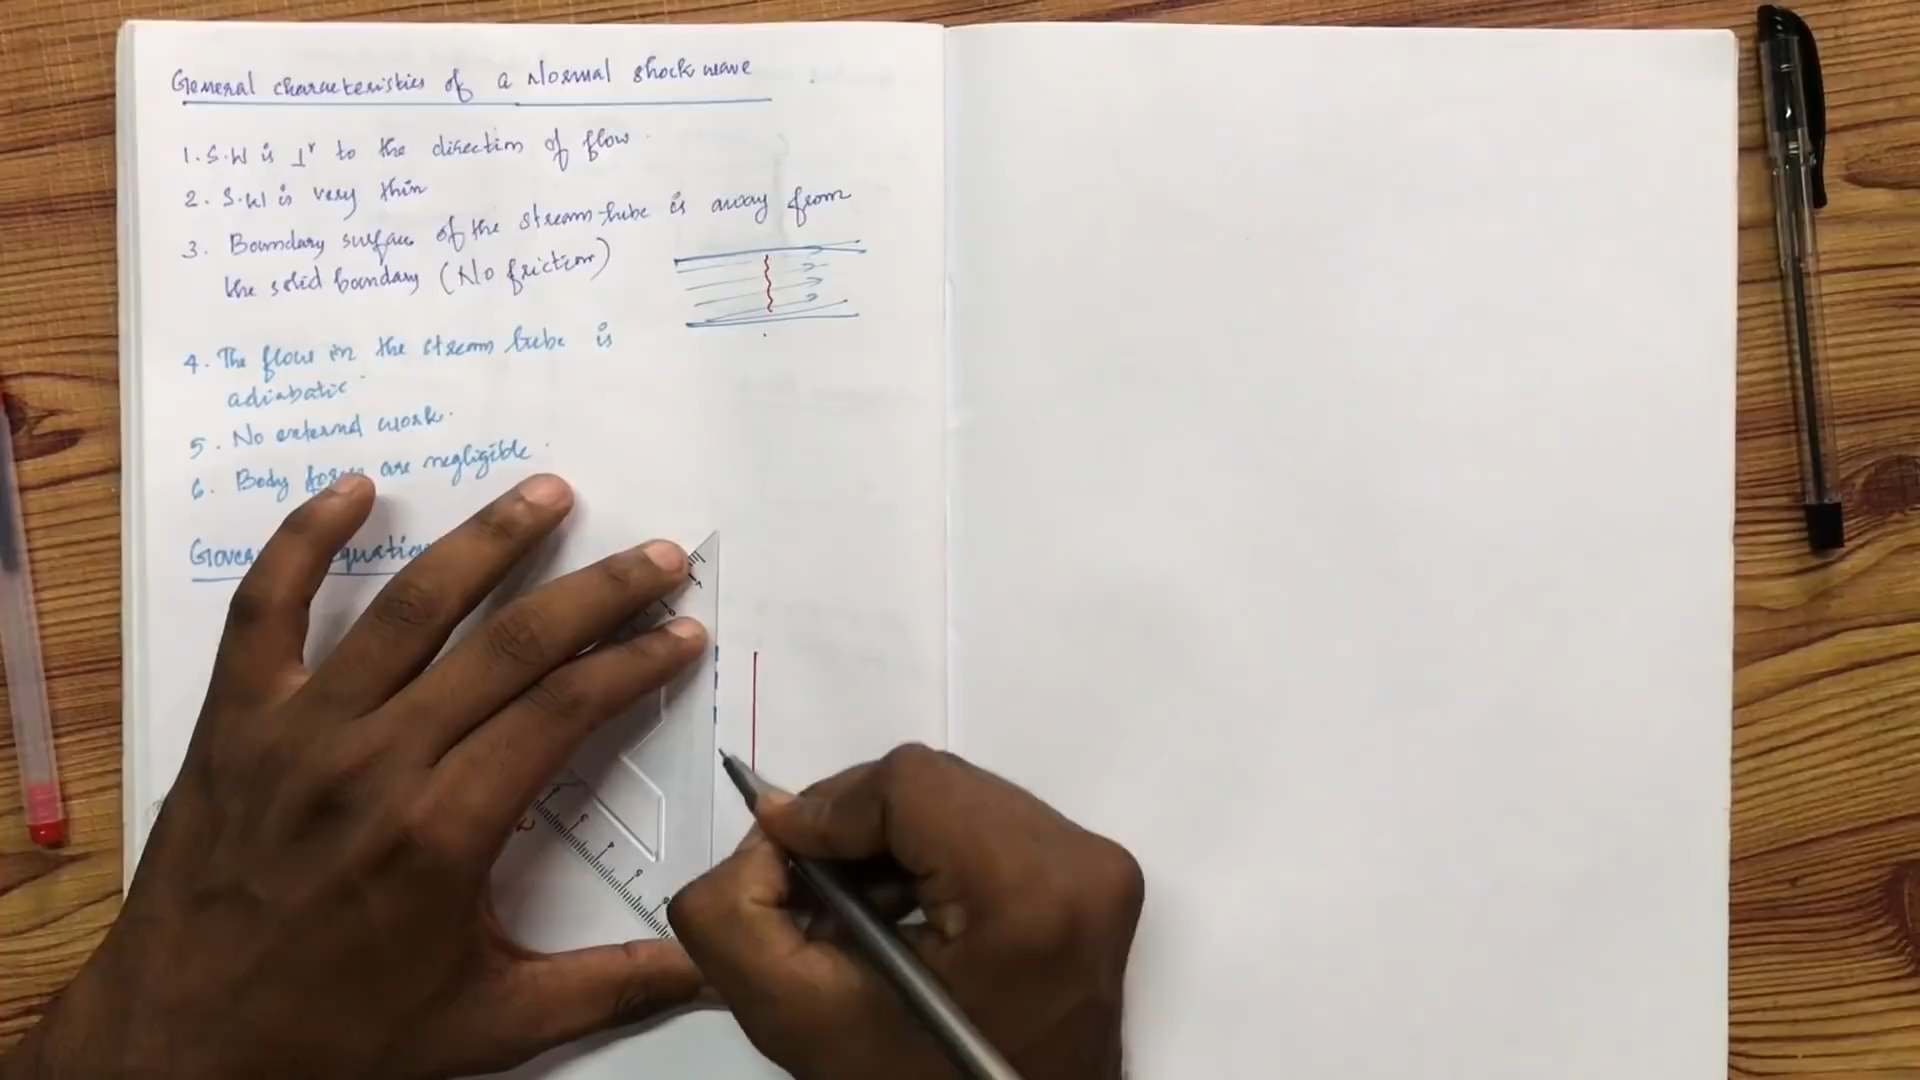 General characteristics of a Normal shock wave
1. S.W is ⊥r to the direction of flow.
2. S.W is very thin
3. Boundary surface of the stream-tube is away from
the solid boundary (No friction)
4. The flow in the stream tube is
adiabatic
5. No external work.
6. Body are negligible.